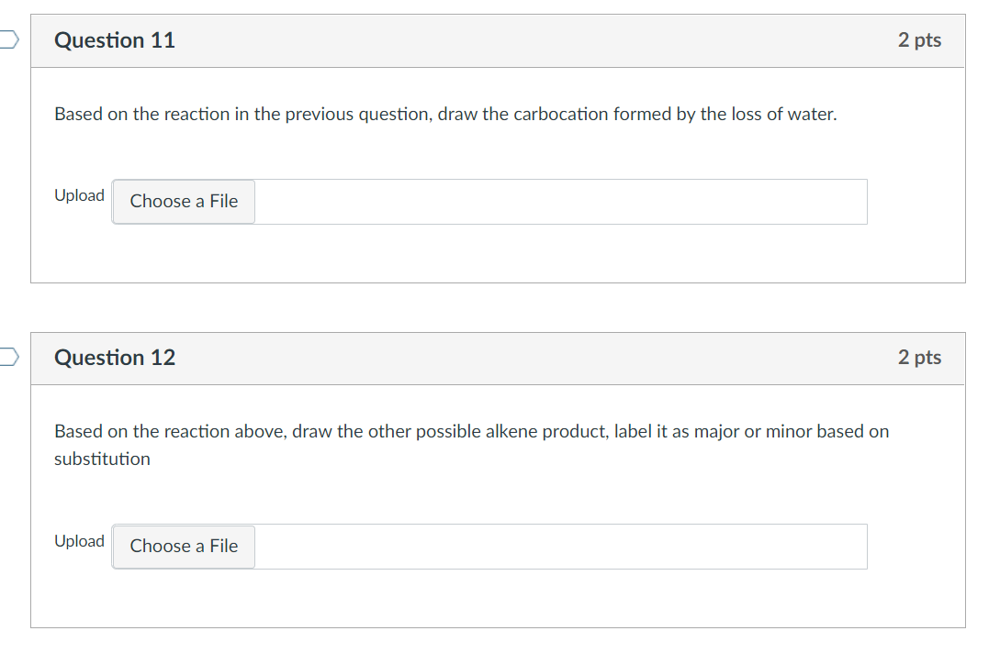 Question 11
2 pts
Based on the reaction in the previous question, draw the carbocation formed by the loss of water.
Upload
Choose a File
Question 12
2 pts
Based on the reaction above, draw the other possible alkene product, label it as major or minor based on
substitution
Upload
Choose a File